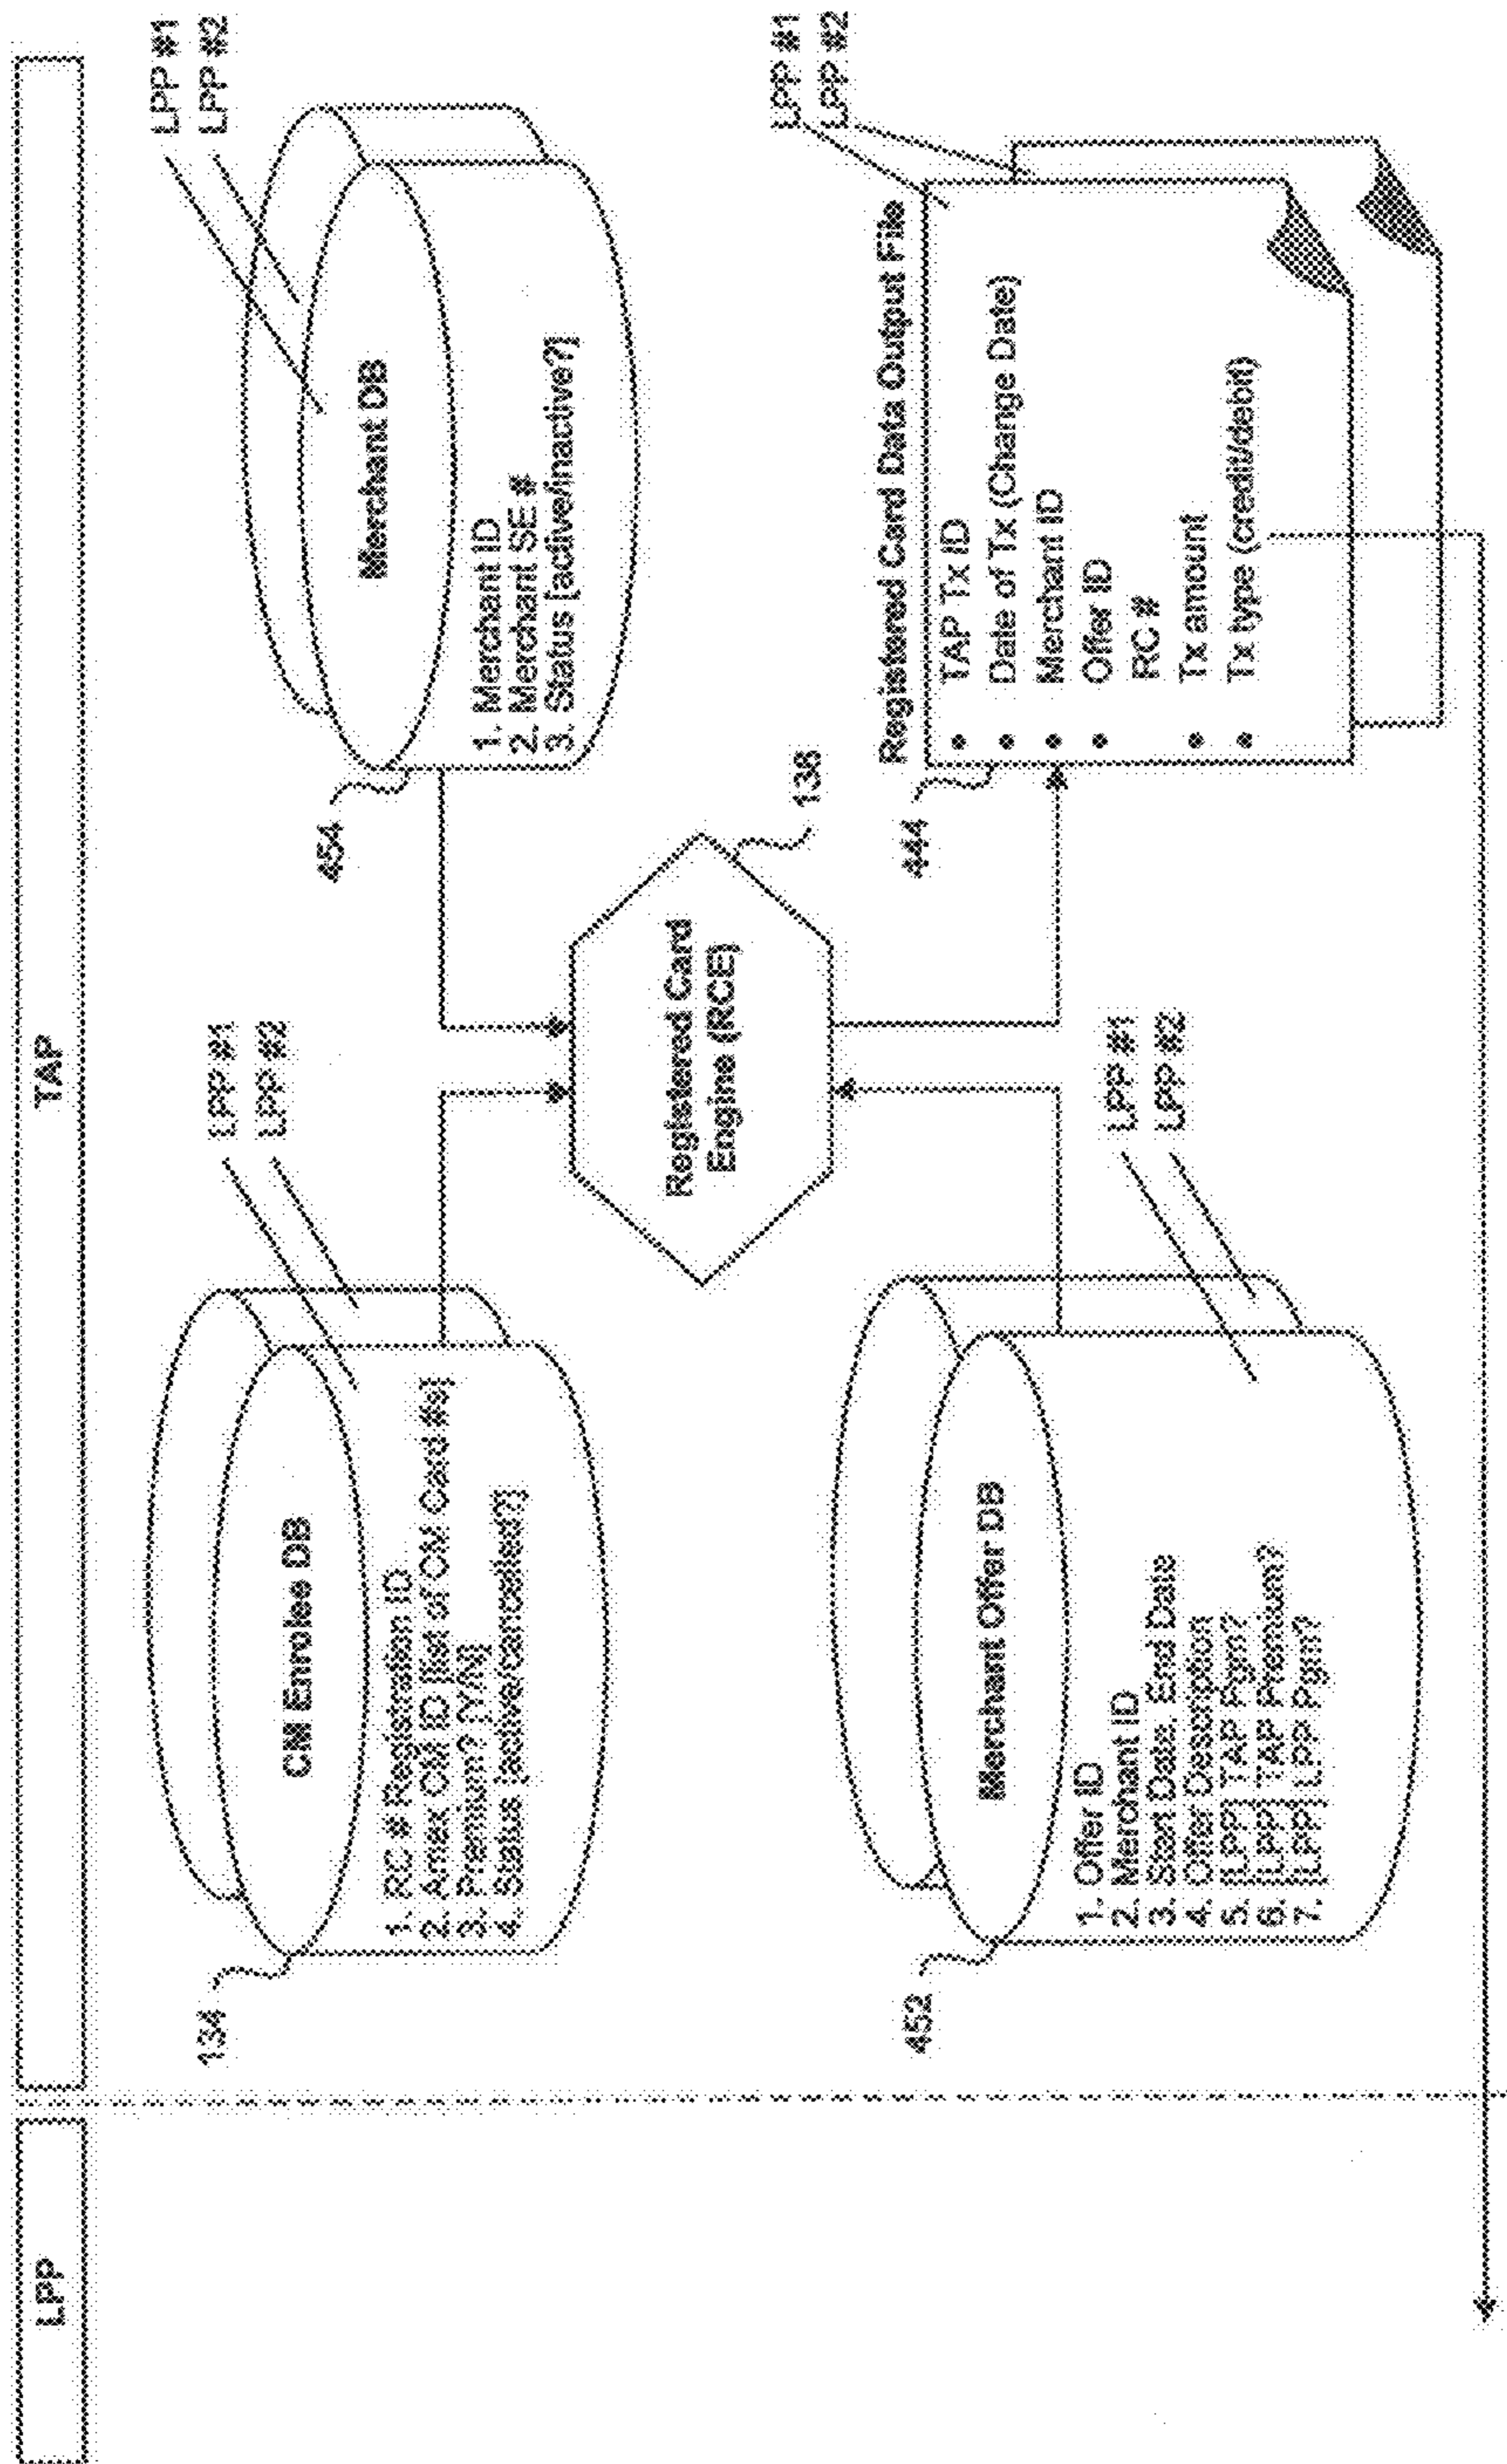 LPP
TAP
134
CM Enrollee DB
1. RC # Registration ID
2. Amex Call ID [list of CM Card #s]
3. Premium? [Y/N]
4. Status [active/cancelled?]
LPP #1
LPP #2
454
Merchant DB
1. Merchant ID
2. Merchant SE #
3. Status [active/inactive?]
LPP #1
LPP #2
Registered Card
Engine (RCE)
138
452
Merchant Offer DB
1. Offer ID
2. Merchant ID
3. Start Date, End Date
4. Offer Description
5. [LPP] TAP Pgm?
6. [LPP] TAP Premium?
7. [LPP] LPP Pgm?
LPP #1
LPP #2
444
Registered Card Data Output File
• TAP Tx ID
• Date of Tx (Change Date)
• Merchant ID
• Offer ID
RC #
• Tx amount
• Tx type (credit/debit)
LPP #1
LPP #2